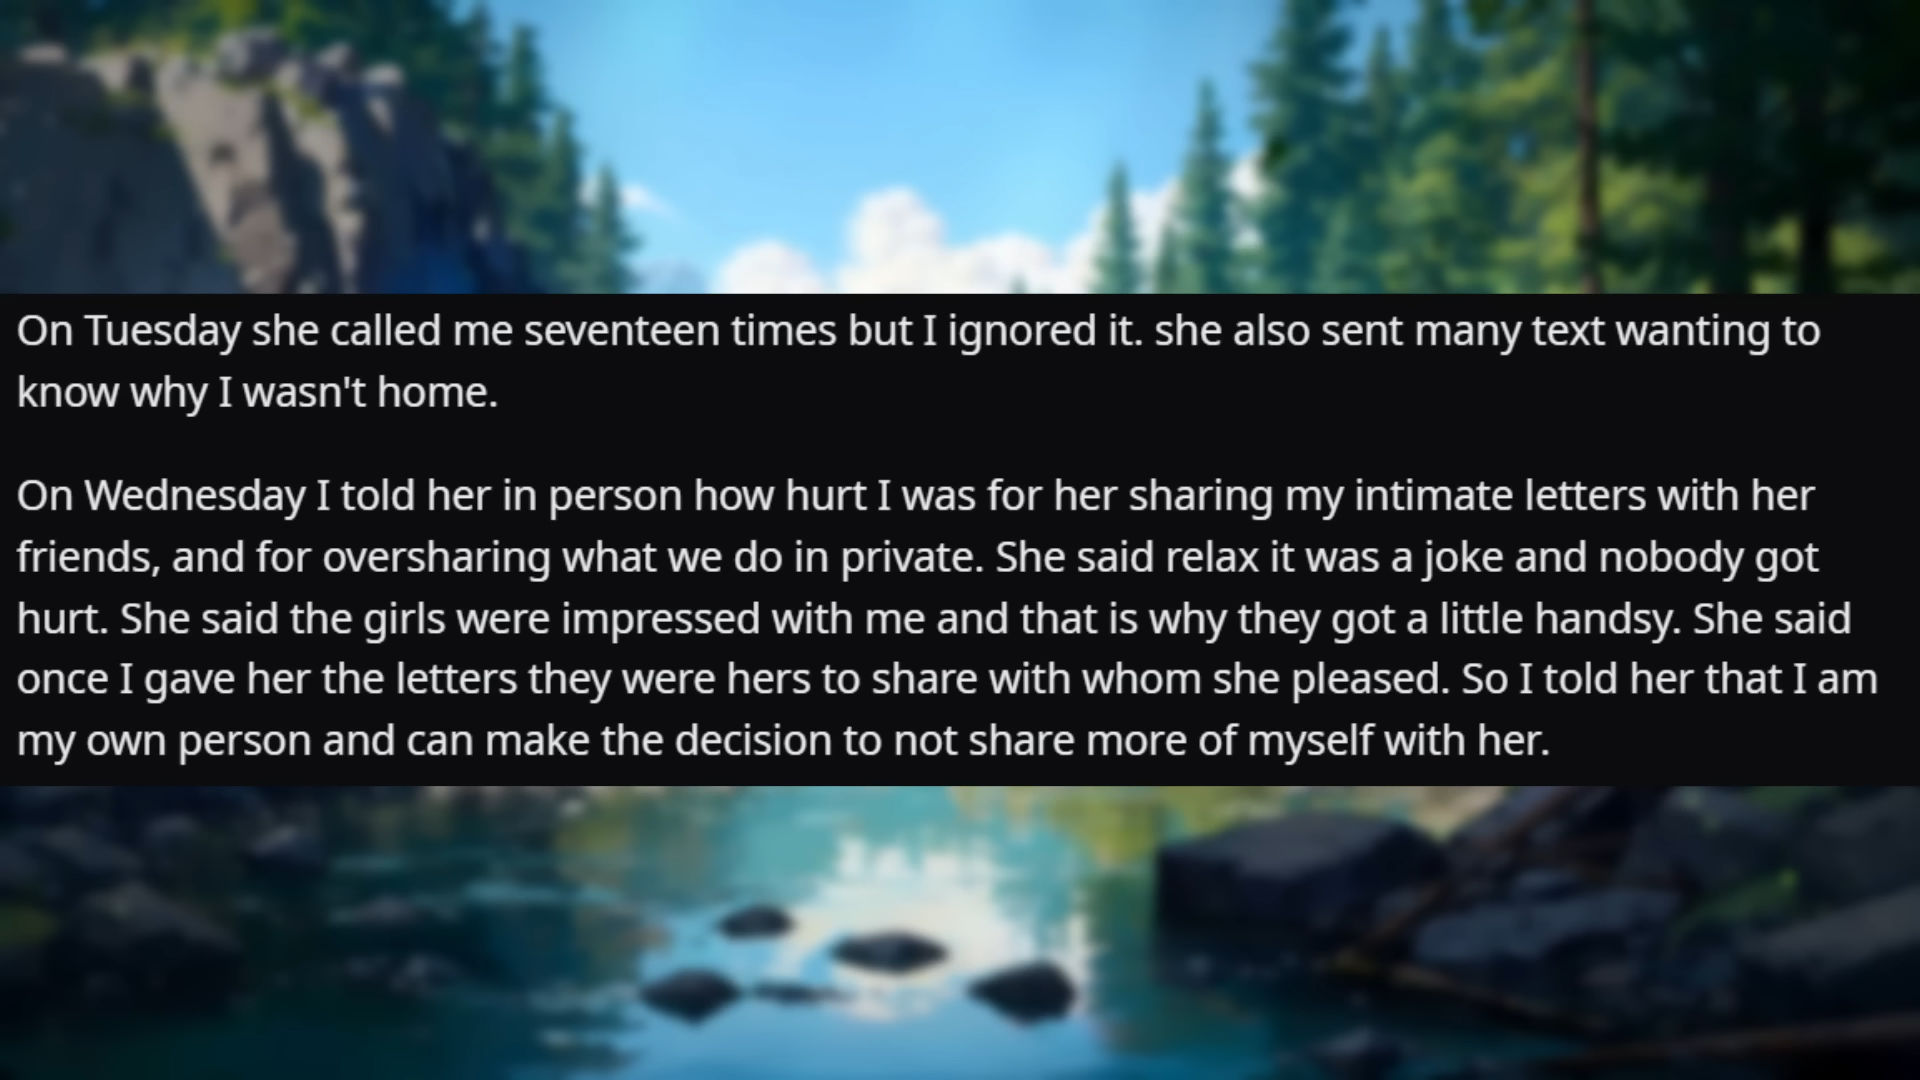 On Tuesday she called me seventeen times but I ignored it. she also sent many text wanting to
know why I wasn't home.
On Wednesday I told her in person how hurt I was for her sharing my intimate letters with her
friends, and for oversharing what we do in private. She said relax it was a joke and nobody got
hurt. She said the girls were impressed with me and that is why they got a little handsy. She said
once I gave her the letters they were hers to share with whom she pleased. So I told her that I am
my own person and can make the decision to not share more of myself with her.